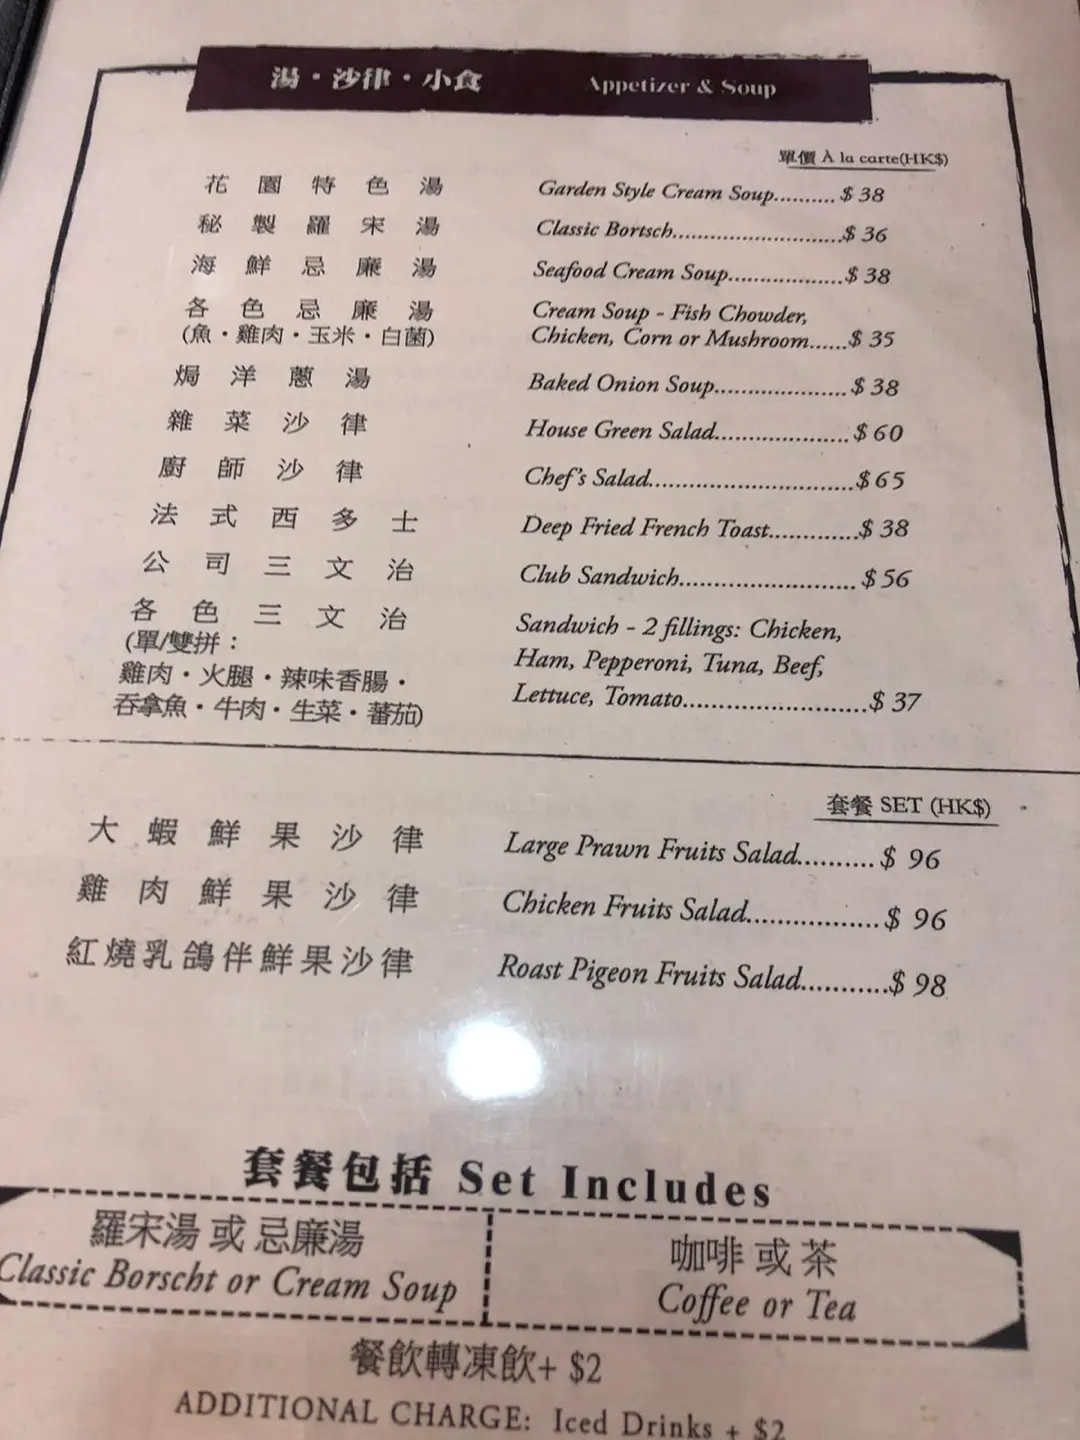 湯・沙律・小食 Appetizer & Soup
單價 À la carte(HK$)
花園特色湯 Garden Style Cream Soup.......... $ 38
秘製羅宋湯 Classic Bortsch............................$ 36
海鮮忌廉湯 Seafood Cream Soup...................$ 38
各色忌廉湯 Cream Soup - Fish Chowder,
(魚・雞肉・玉米・白菌) Chicken, Corn or Mushroom......$ 35
焗洋蔥湯 Baked Onion Soup......................$ 38
雜菜沙律 House Green Salad......................$ 60
廚師沙律 Chef's Salad.................................$ 65
法式西多士 Deep Fried French Toast..............$ 38
公司三文治 Club Sandwich............................ $ 56
各色三文治 Sandwich - 2 fillings: Chicken,
(單/雙拼：
雞肉・火腿・辣味香腸・ Ham, Pepperoni, Tuna, Beef,
吞拿魚・牛肉・生菜・蕃茄) Lettuce, Tomato..............................$ 37
套餐 SET (HK$)
大蝦鮮果沙律 Large Prawn Fruits Salad.......... $ 96
雞肉鮮果沙律 Chicken Fruits Salad.................$ 96
紅燒乳鴿伴鮮果沙律 Roast Pigeon Fruits Salad...........$ 98
套餐包括 Set Includes
羅宋湯 或 忌廉湯
Classic Borscht or Cream Soup
咖啡 或 茶
Coffee or Tea
餐飲轉凍飲+ $2
ADDITIONAL CHARGE: Iced Drinks + $2